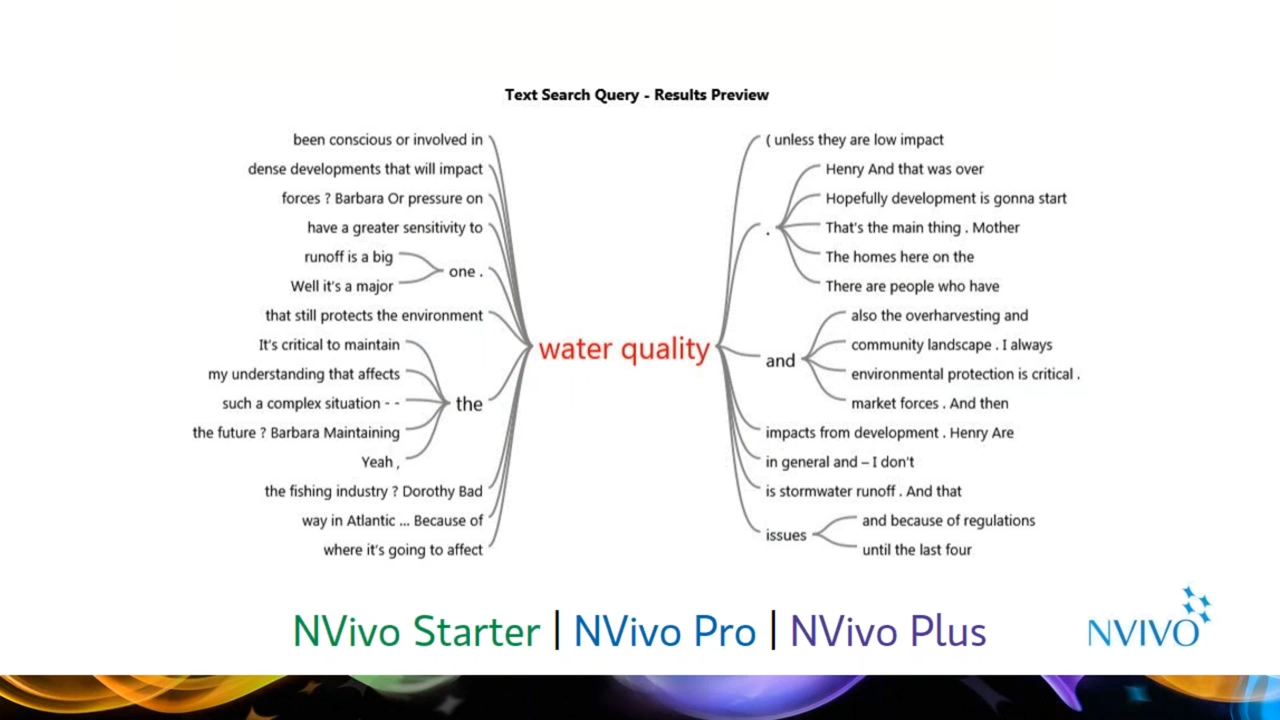 Text Search Query - Results Preview
been conscious or involved in
dense developments that will impact
forces ? Barbara Or pressure on
have a greater sensitivity to
runoff is a big
Well it's a major
one .
that still protects the environment
It's critical to maintain
my understanding that affects
such a complex situation - -
the future ? Barbara Maintaining
Yeah ,
the
the fishing industry ? Dorothy Bad
way in Atlantic ... Because of
where it's going to affect
water quality
( unless they are low impact
.
Henry And that was over
Hopefully development is gonna start
That's the main thing . Mother
The homes here on the
There are people who have
and
also the overharvesting and
community landscape . I always
environmental protection is critical .
market forces . And then
impacts from development . Henry Are
in general and – I don't
is stormwater runoff . And that
issues
and because of regulations
until the last four
NVivo Starter | NVivo Pro | NVivo Plus
NVIVO